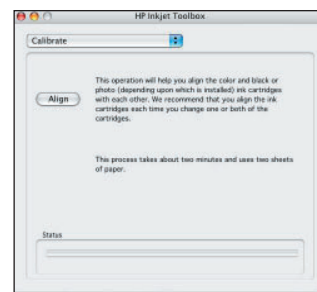 HP Inkjet Toolbox
Calibrate
Align
This operation will help you align the color and black or
photo (depending upon which is installed) ink cartridges
with each other. We recommend that you align the ink
cartridges each time you change one or both of the
cartridges.
This process takes about two minutes and uses two sheets
of paper.
Status